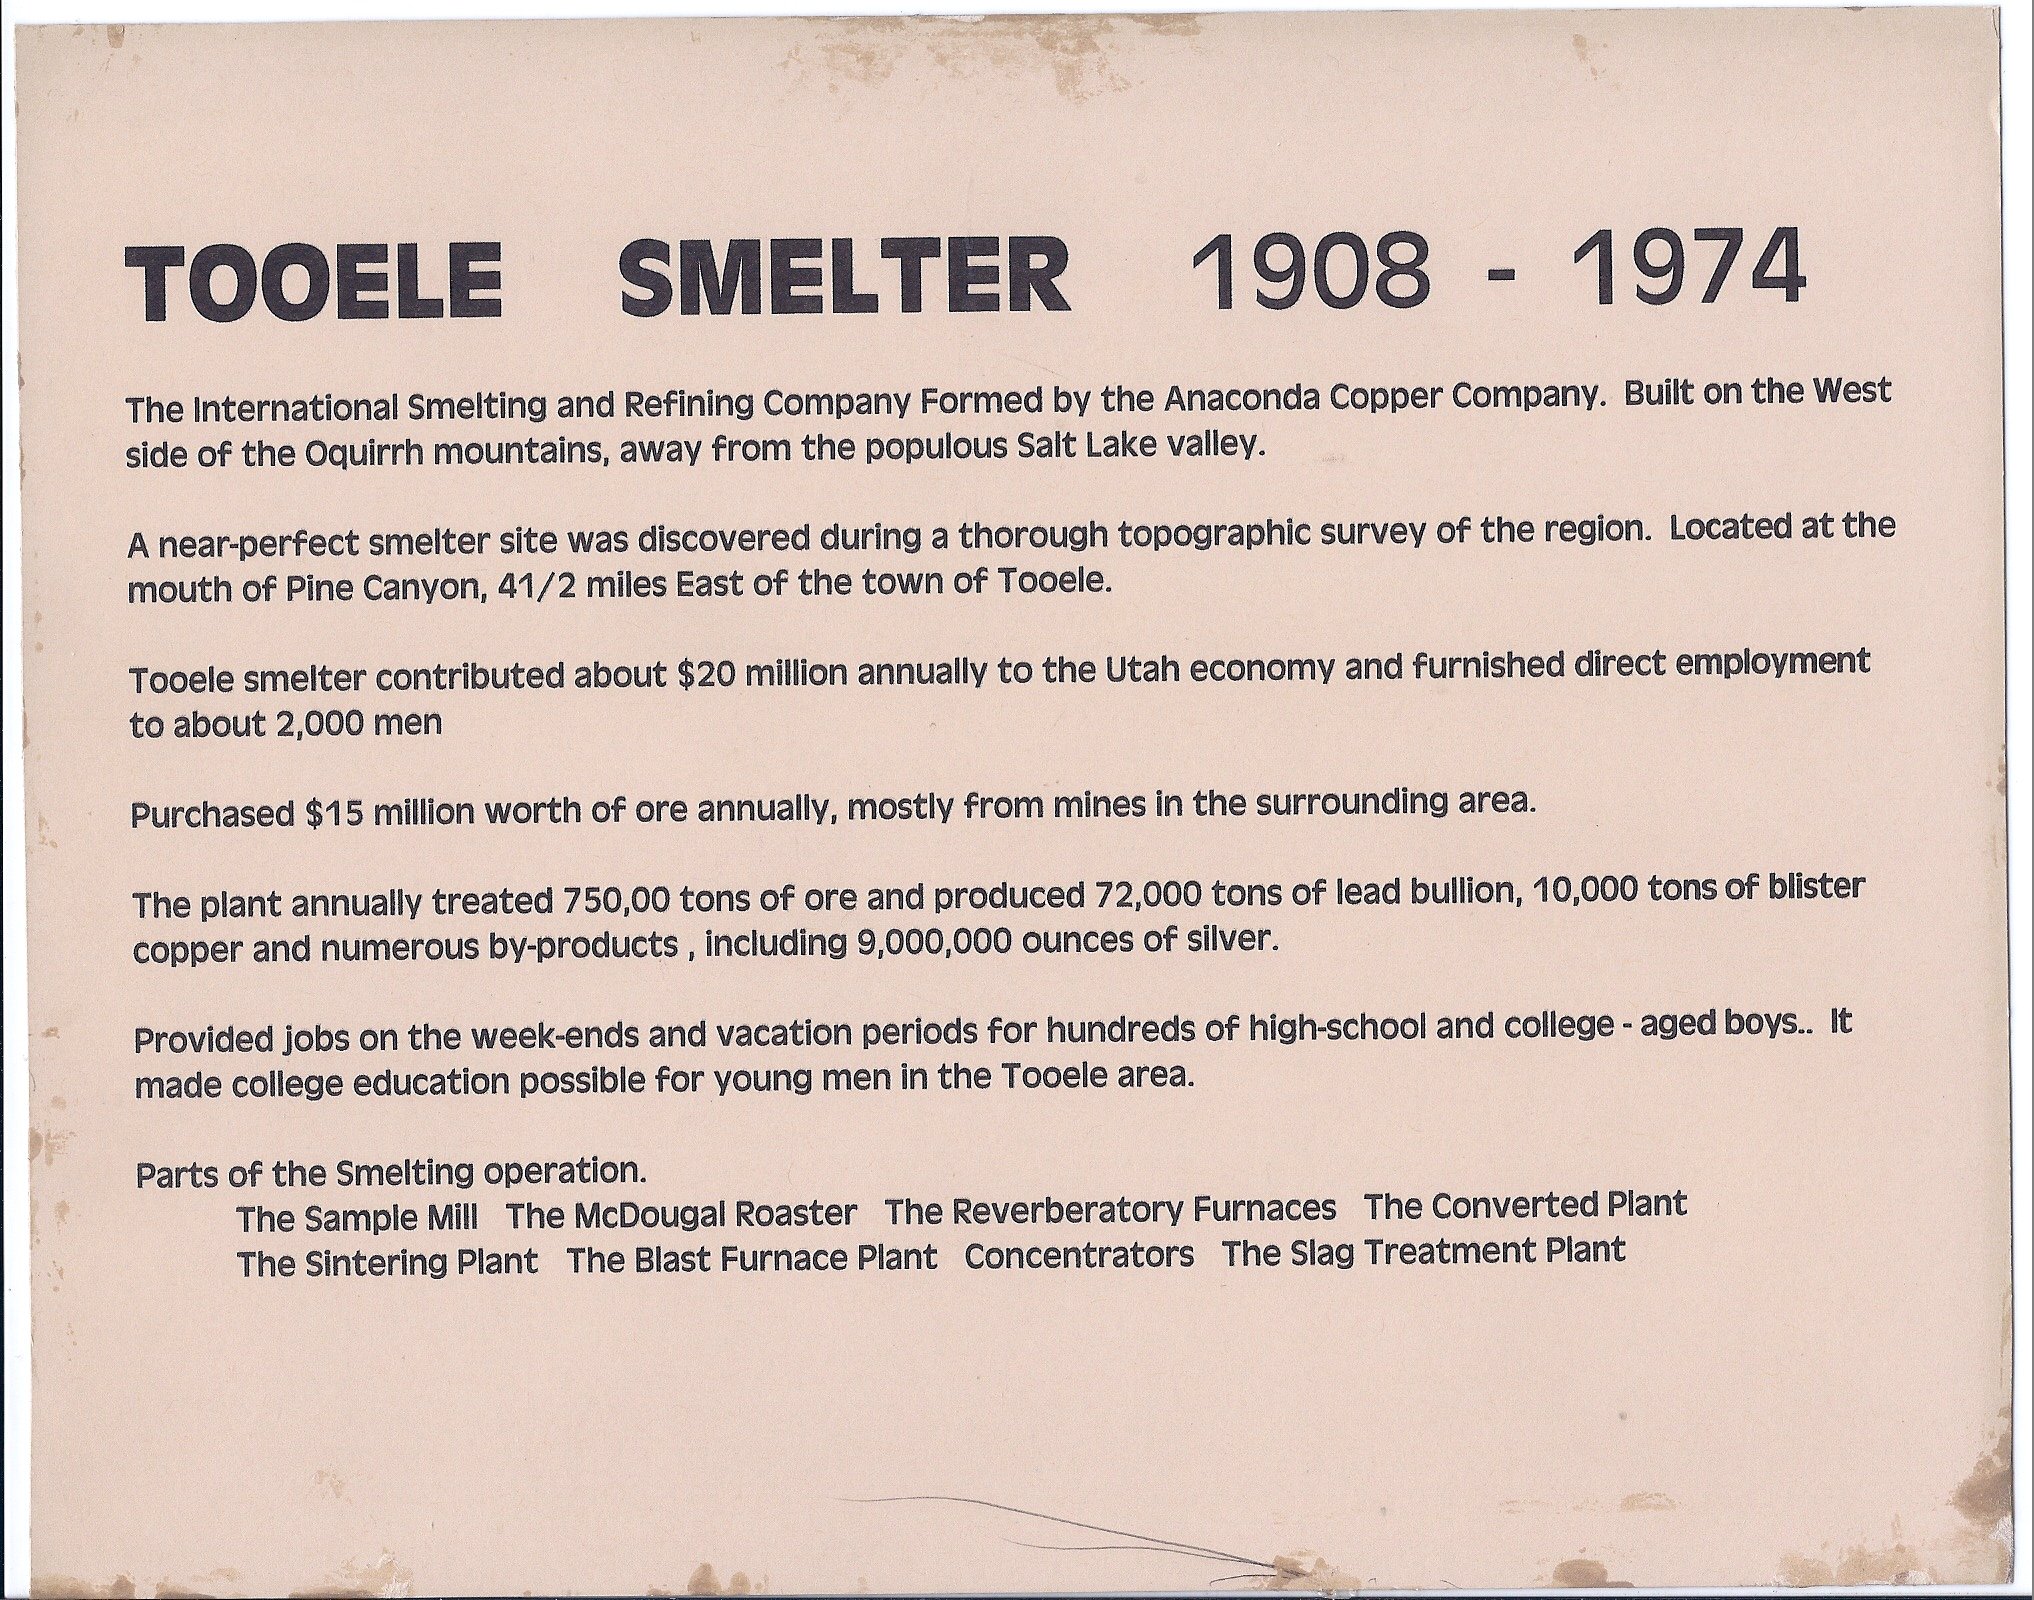 TOOELE SMELTER 1908 - 1974
The International Smelting and Refining Company Formed by the Anaconda Copper Company. Built on the West
side of the Oquirrh mountains, away from the populous Salt Lake valley.
A near-perfect smelter site was discovered during a thorough topographic survey of the region. Located at the
mouth of Pine Canyon, 41/2 miles East of the town of Tooele.
Tooele smelter contributed about $20 million annually to the Utah economy and furnished direct employment
to about 2,000 men
Purchased $15 million worth of ore annually, mostly from mines in the surrounding area.
The plant annually treated 750,00 tons of ore and produced 72,000 tons of lead bullion, 10,000 tons of blister
copper and numerous by-products , including 9,000,000 ounces of silver.
Provided jobs on the week-ends and vacation periods for hundreds of high-school and college - aged boys.. It
made college education possible for young men in the Tooele area.
Parts of the Smelting operation.
The Sample Mill The McDougal Roaster The Reverberatory Furnaces The Converted Plant
The Sintering Plant The Blast Furnace Plant Concentrators The Slag Treatment Plant